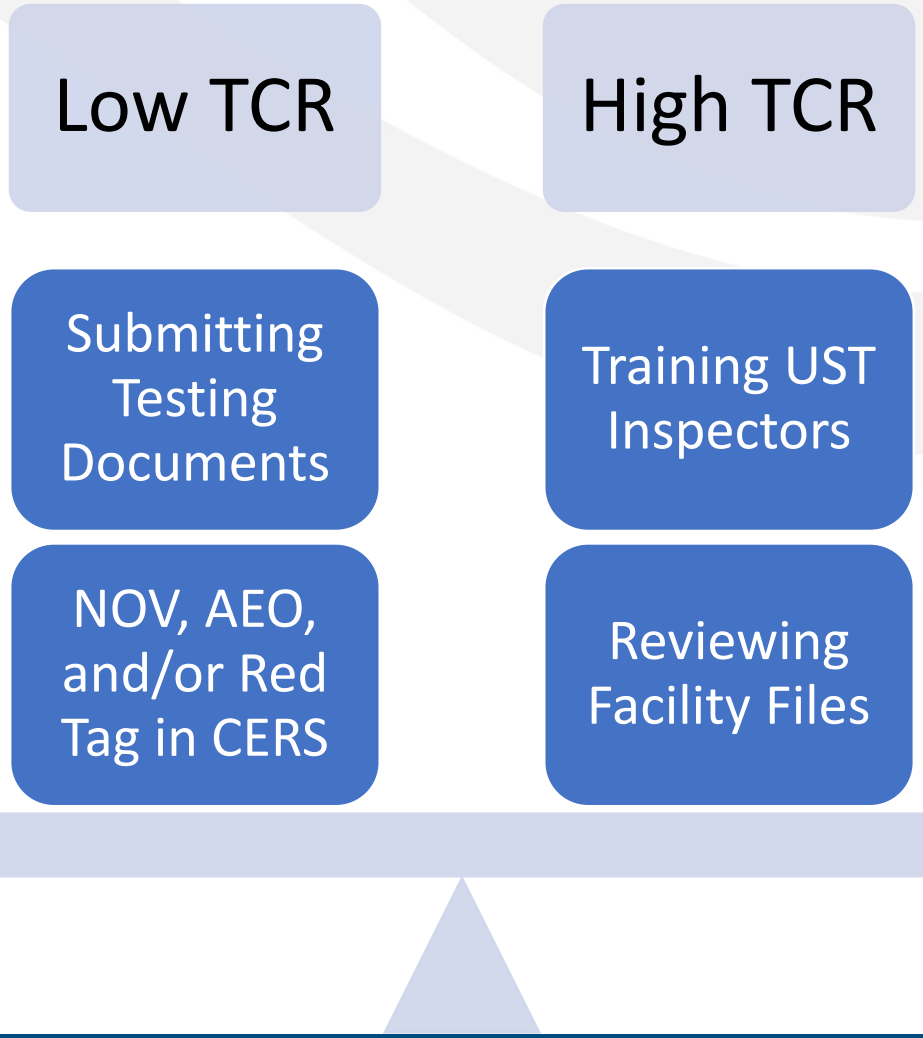 Low TCR
High TCR
Submitting
Testing
Documents
Training UST
Inspectors
NOV, AEO,
and/or Red
Tag in CERS
Reviewing
Facility Files